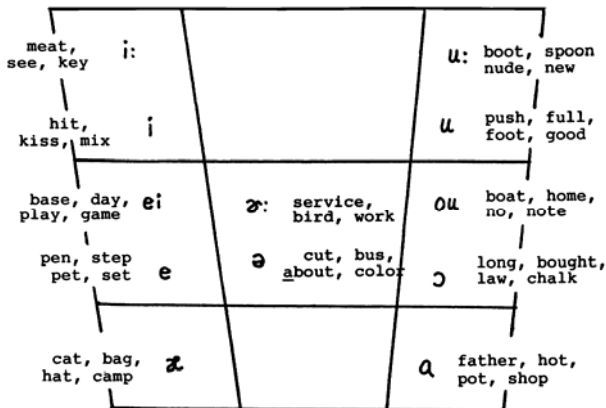 meat,
see, key
i:
u:
boot, spoon
nude, new
hit,
kiss, mix
i
u
push, full,
foot, good
base, day,
play, game
ei
ɚ:
service,
bird, work
ou
boat, home,
no, note
pen, step
pet, set
e
ə
cut, bus,
about, color
ɔ
long, bought,
law, chalk
cat, bag,
hat, camp
æ
ɑ
father, hot,
pot, shop